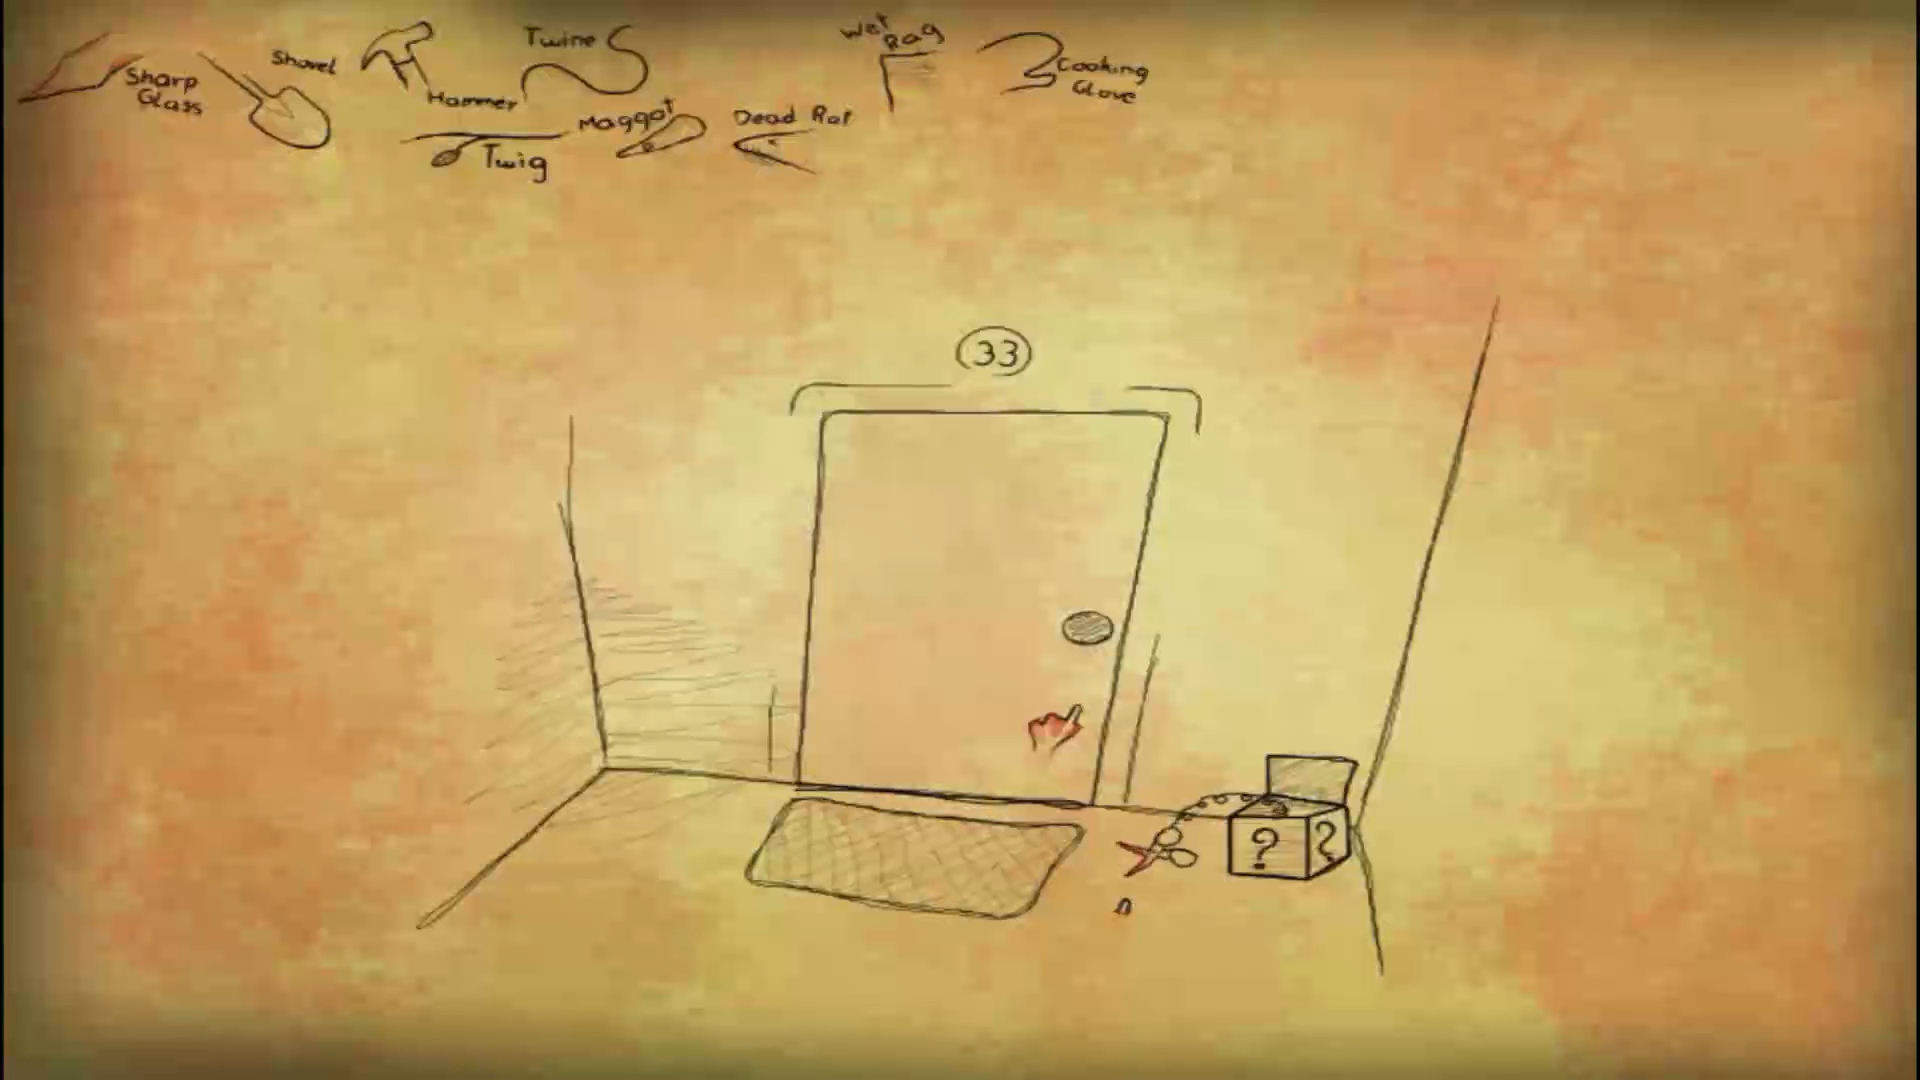 Sharp
Glass
Shovel
Hammer
Twine
Twig
Maggot
Dead Rat
Wet
Rag
Cooking
Glove
33
? ?